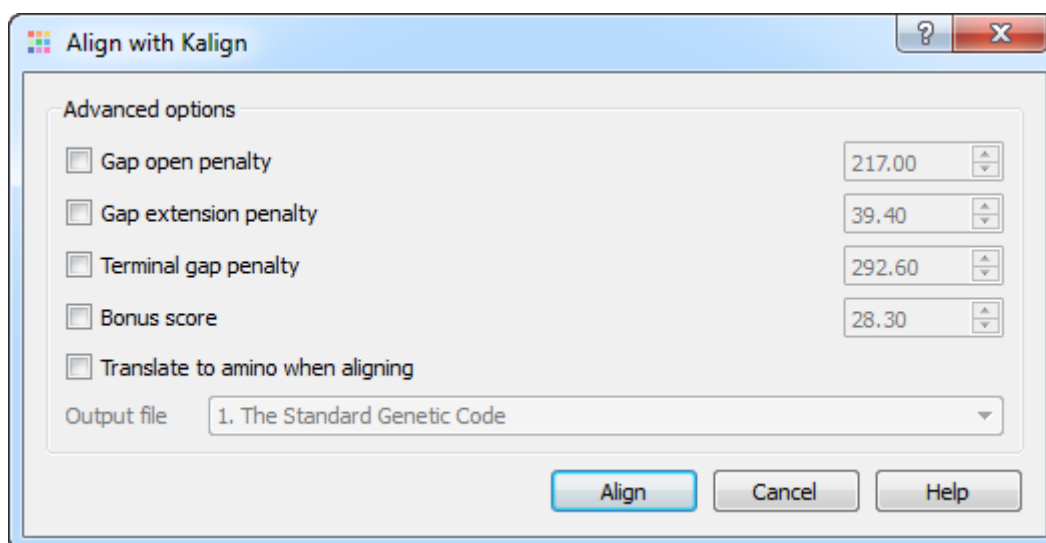 Align with Kalign
Advanced options
Gap open penalty 217.00
Gap extension penalty 39.40
Terminal gap penalty 292.60
Bonus score 28.30
Translate to amino when aligning
Output file 1. The Standard Genetic Code
Align Cancel Help